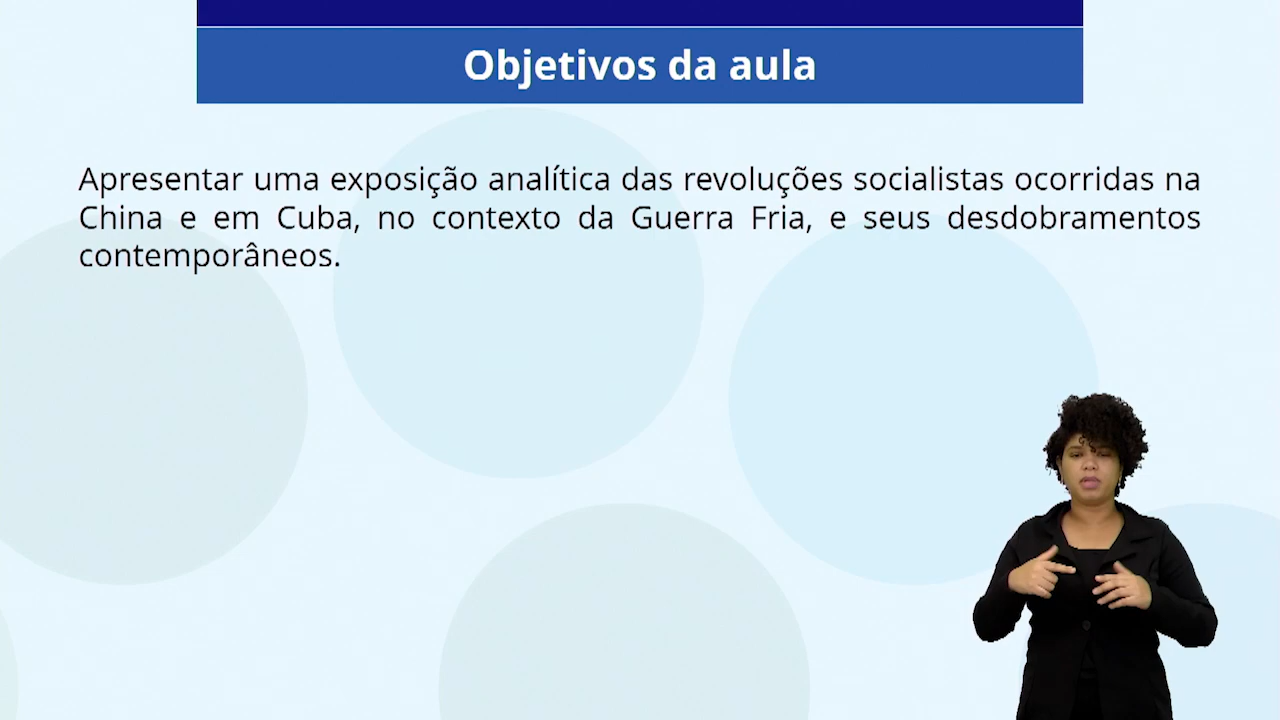 Objetivos da aula
Apresentar uma exposição analítica das revoluções socialistas ocorridas na
China e em Cuba, no contexto da Guerra Fria, e seus desdobramentos
contemporâneos.